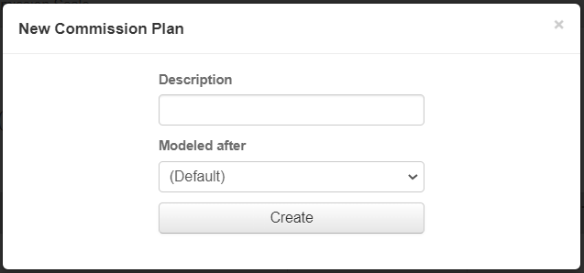 New Commission Plan ×
Description
Modeled after
(Default)
Create